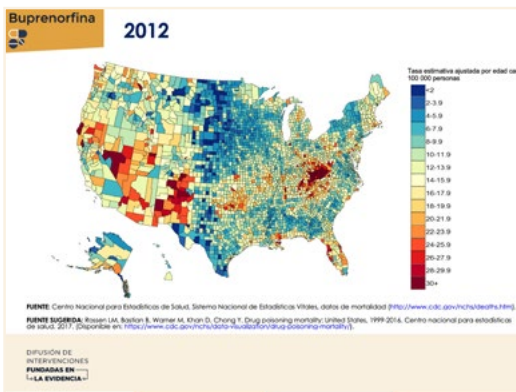 Buprenorfina
2012
Tasa estimativa ajustada por edad ca
100 000 personas
<2
2-3.9
4-5.9
6-7.9
8-9.9
10-11.9
12-13.9
14-15.9
16-17.9
18-19.9
20-21.9
22-23.9
24-25.9
26-27.9
28-29.9
30+
FUENTE: Centro Nacional para Estadísticas de Salud, Sistema Nacional de Estadísticas Vitales, datos de mortalidad (http://www.cdc.gov/nchs/deaths.htm).
FUENTE SUGERIDA: Rossen LM, Bastian B, Warner M, Khan D, Chong Y. Drug poisoning mortality: United States, 1999-2016. Centro nacional para estadísticas
de salud. 2017. (Disponible en: https://www.cdc.gov/nchs/data-visualization/drug-poisoning-mortality/).
DIFUSIÓN DE
INTERVENCIONES
FUNDADAS EN
LA EVIDENCIA